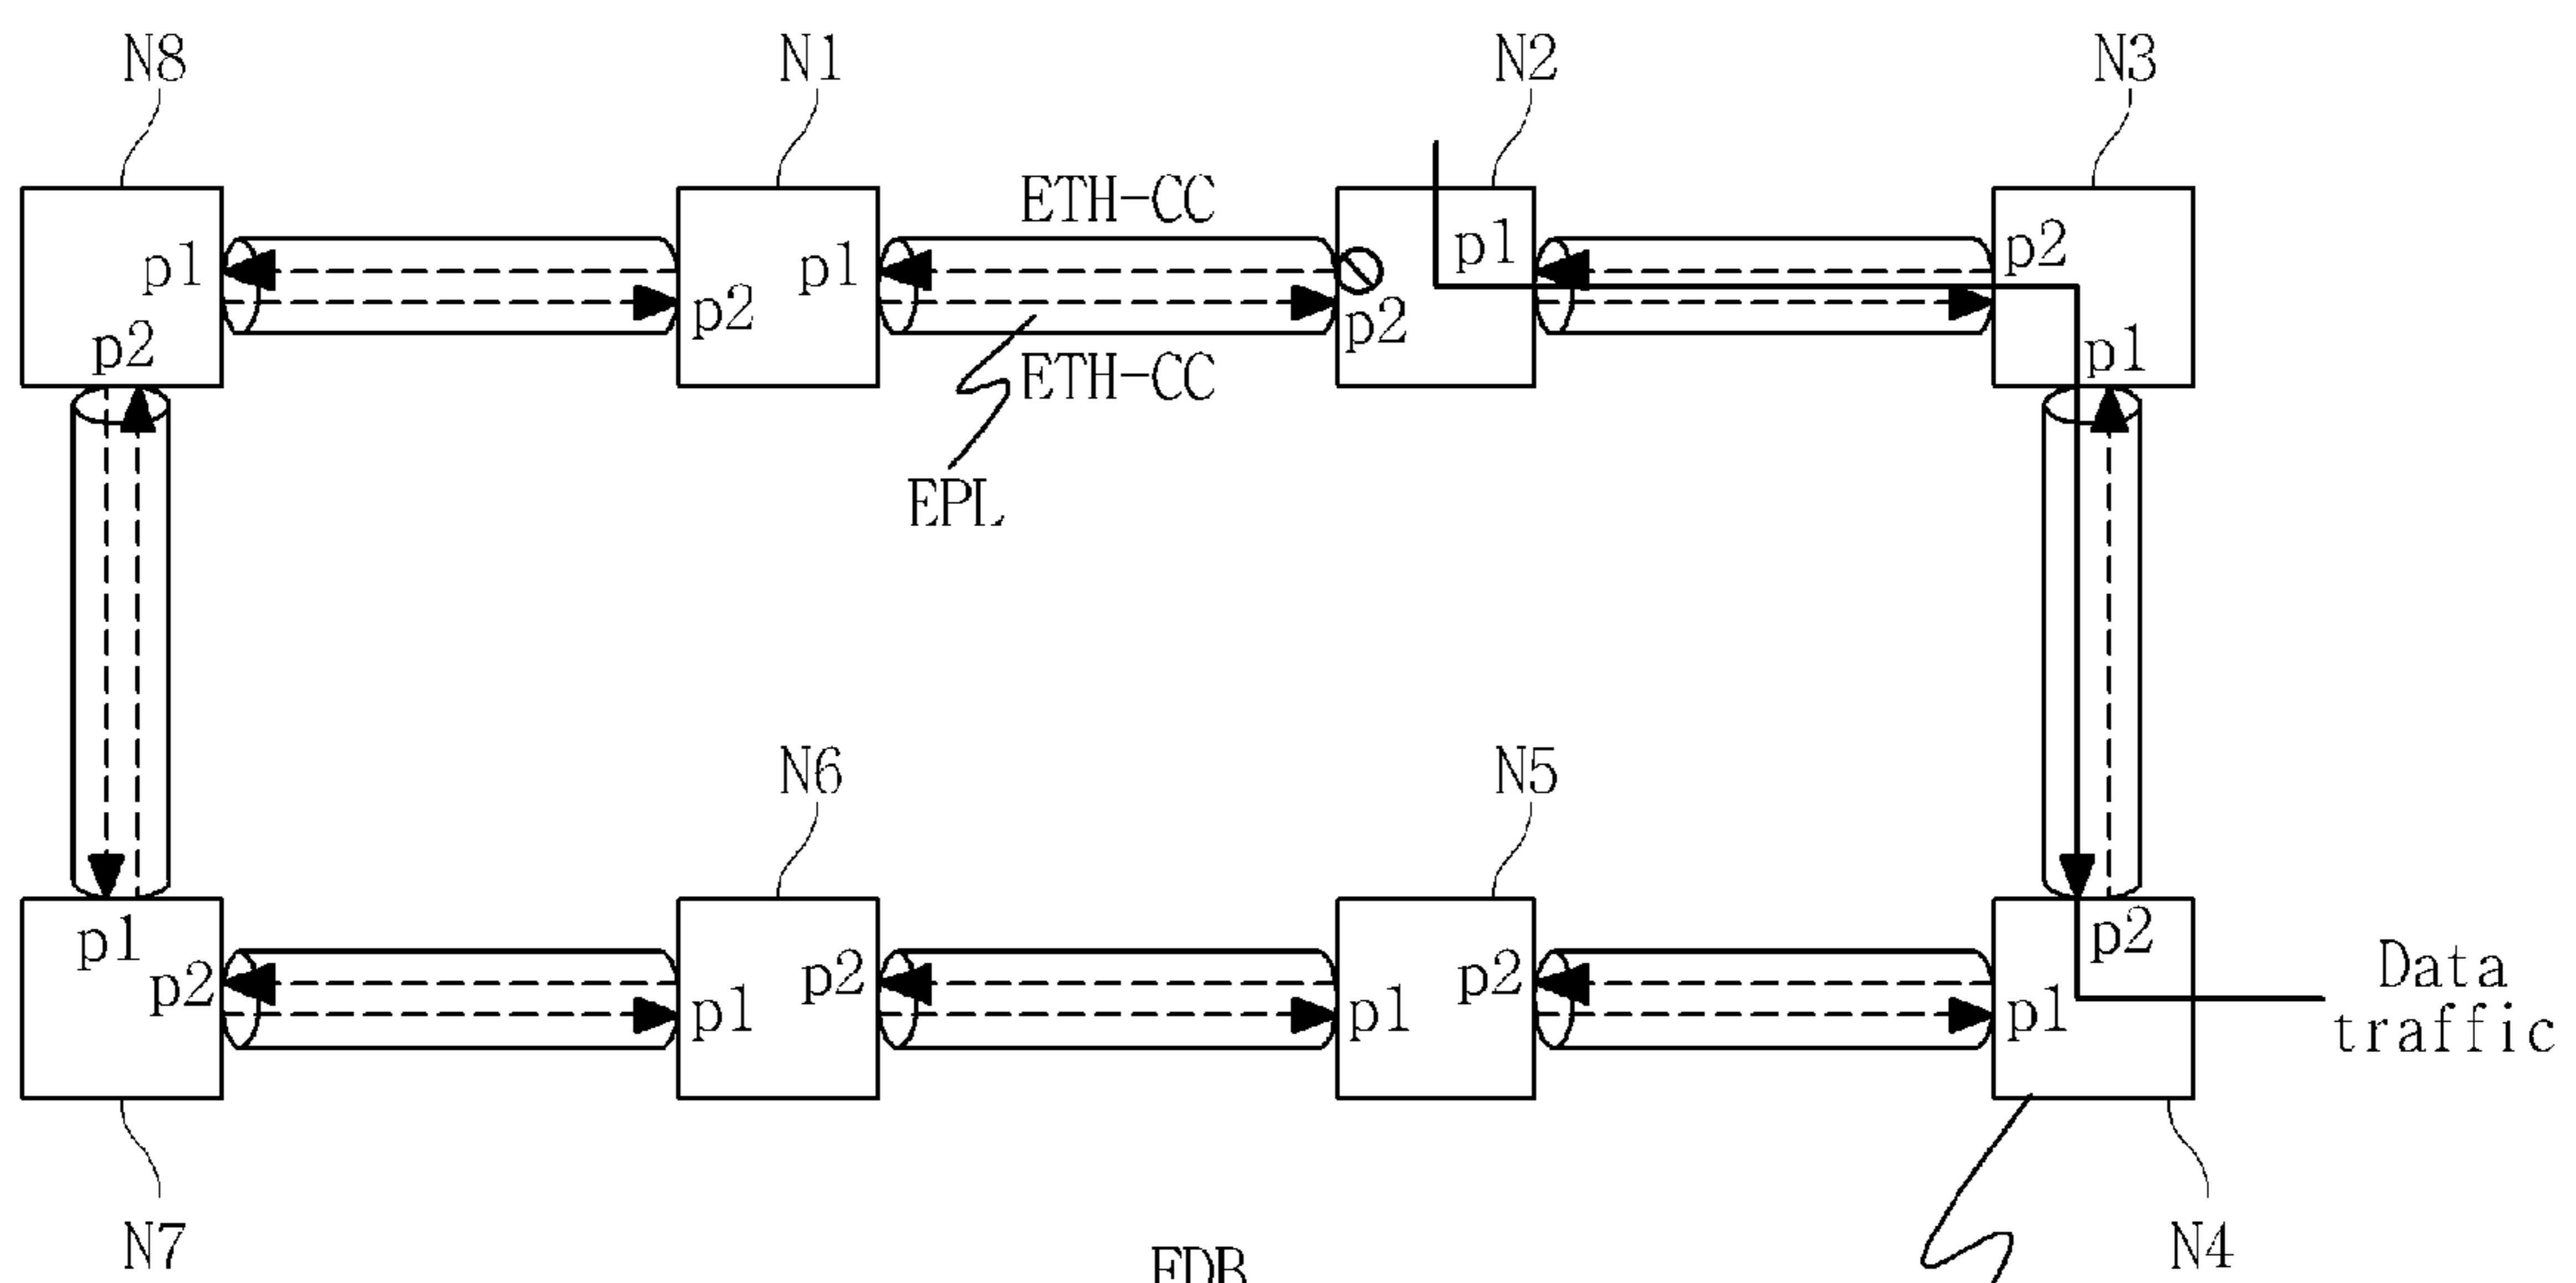 N8 N1 N2 N3
ETH-CC
p1 p2 p1 p2 p1 p2
p2 p1
ETH-CC
EPL
N6 N5
p1 p2 p1 p2 p1 p2 p1 p2
Data
traffic
N7 N4